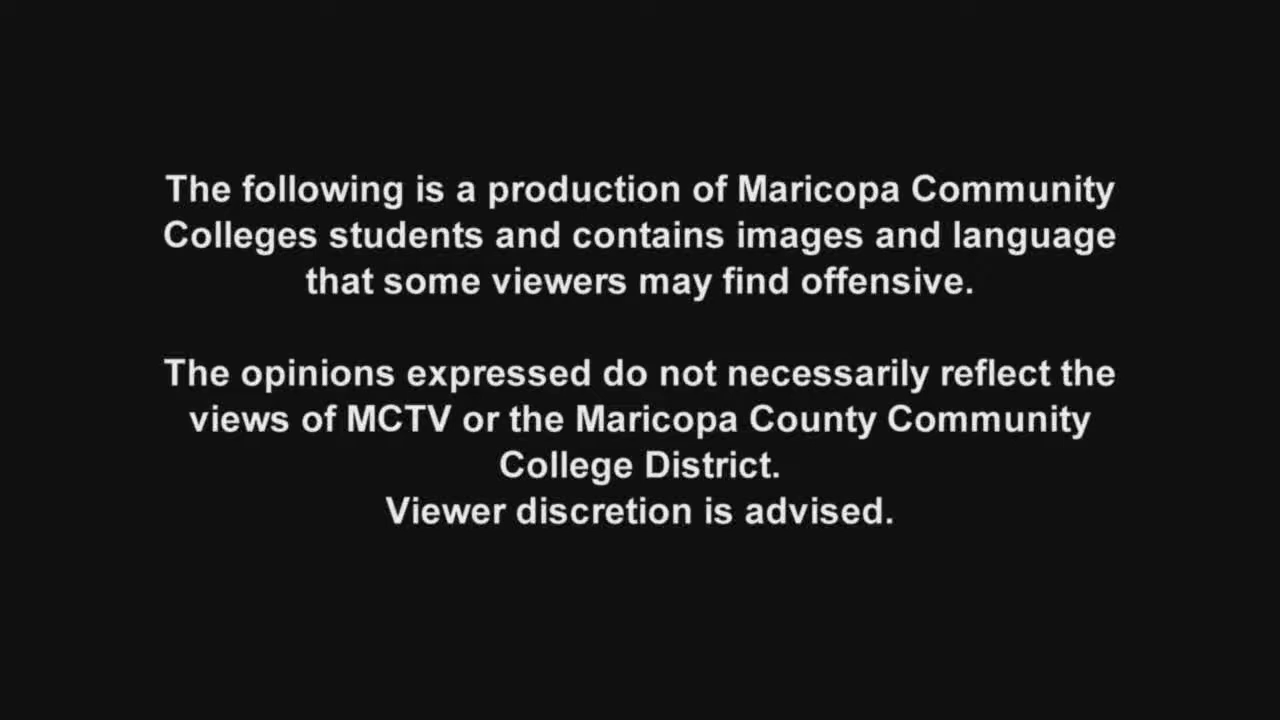 The following is a production of Maricopa Community
Colleges students and contains images and language
that some viewers may find offensive.
The opinions expressed do not necessarily reflect the
views of MCTV or the Maricopa County Community
College District.
Viewer discretion is advised.